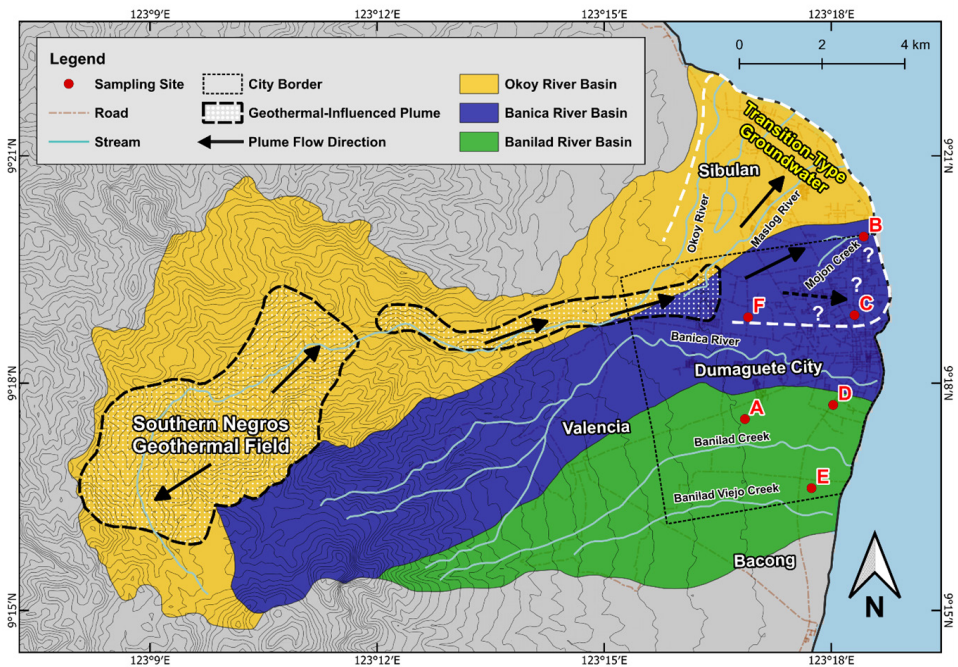 123°9'E
123°12'E
123°15'E
123°18'E
0
2
4 km
Legend
Sampling Site
City Border
Okoy River Basin
Road
Geothermal-Influenced Plume
Banica River Basin
Stream
Plume Flow Direction
Banilad River Basin
9°21'N
9°21'N
Transition-Type
Groundwater
Sibulan
Okoy River
Maslog River
B
Mojon Creek
?
?
?
F
C
Banica River
9°18'N
9°18'N
Dumaguete City
Southern Negros
Geothermal Field
Valencia
A
D
Banilad Creek
E
Banilad Viejo Creek
Bacong
N
9°15'N
9°15'N
123°9'E
123°12'E
123°15'E
123°18'E